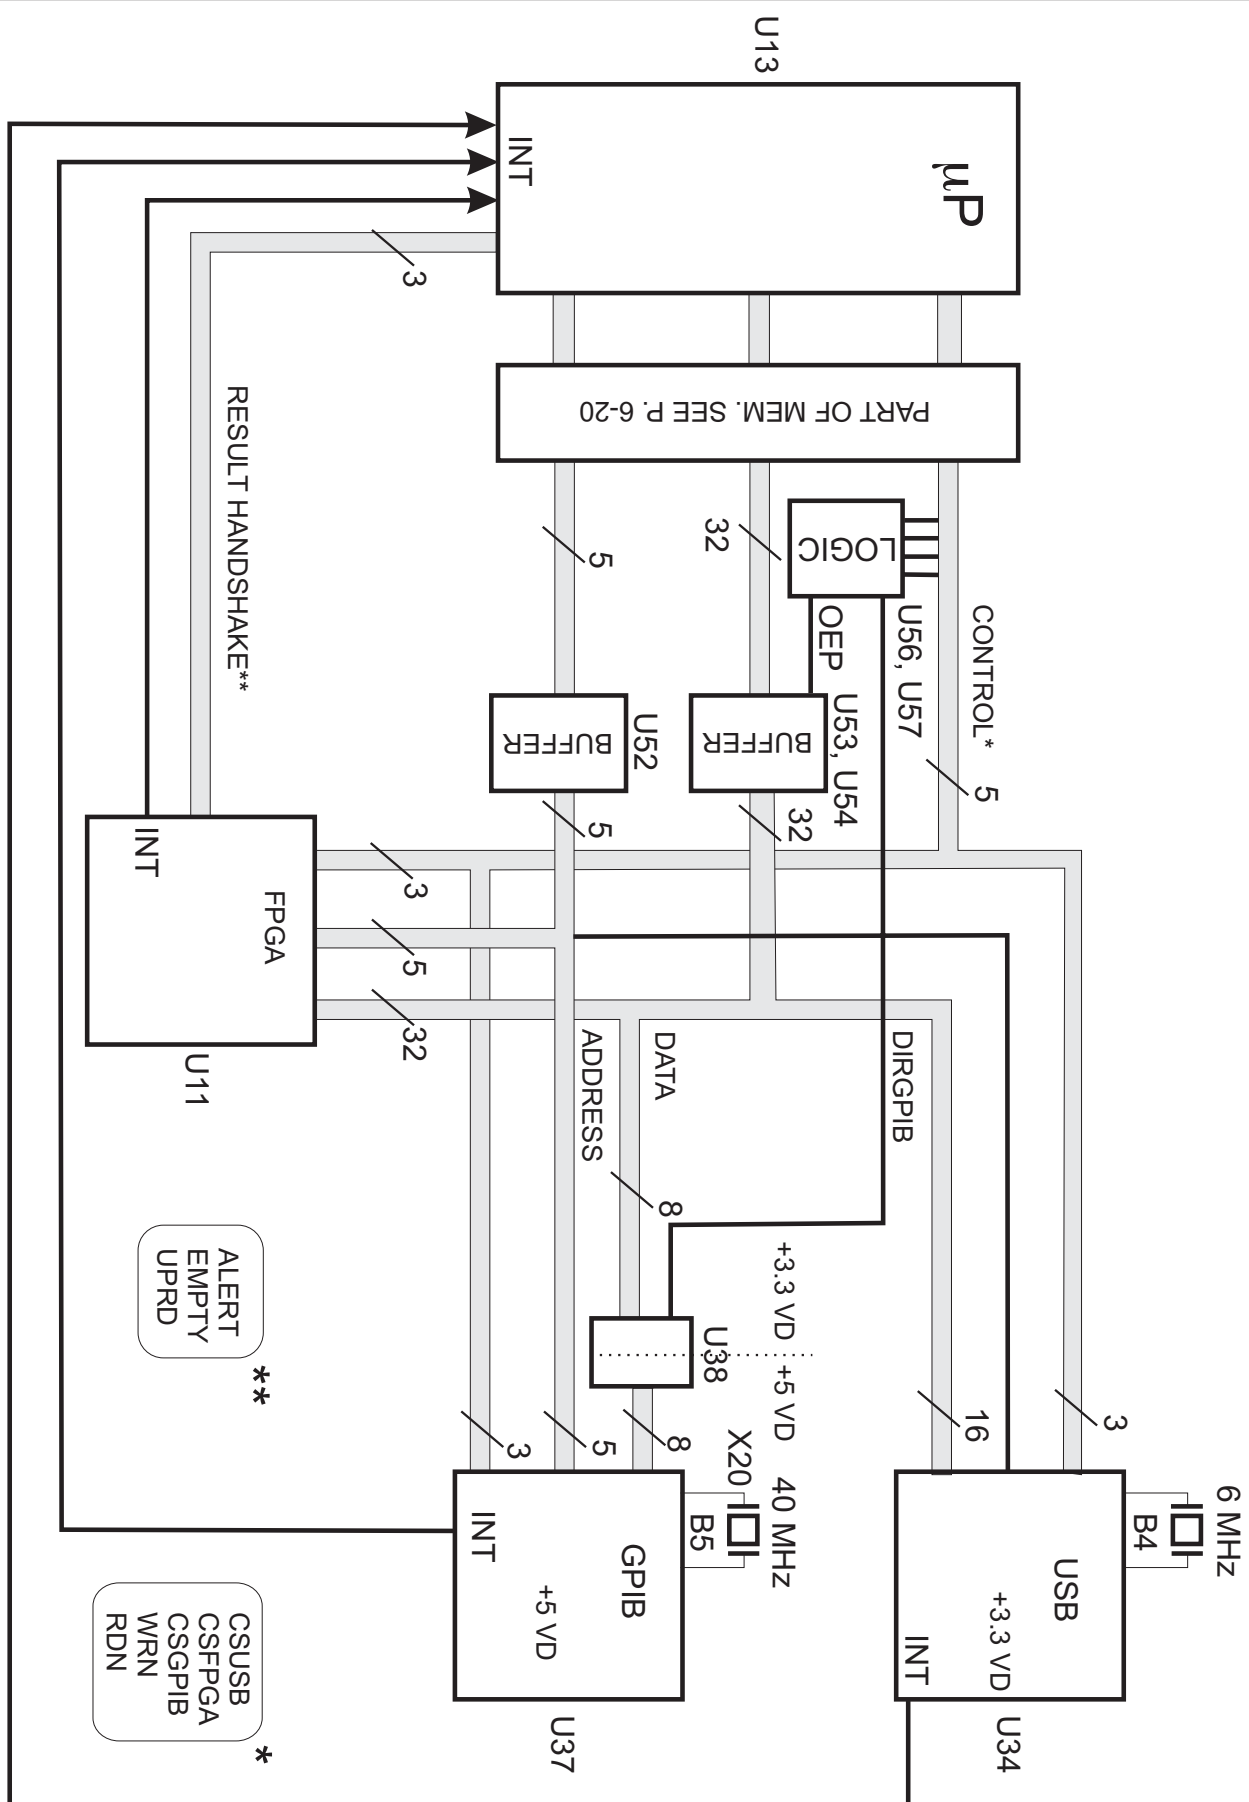 U13
µP
INT
3
RESULT HANDSHAKE**
PART OF MEM. SEE P. 6-20
5
32
LOGIC
OEP
U56, U57
CONTROL*
5
BUFFER
U52
BUFFER
U53, U54
5
32
INT
FPGA
U11
3
5
32
ADDRESS
DATA
DIRGPIB
8
+3.3 VD
+5 VD
U38
8
5
3
16
3
X20
40 MHz
B5
GPIB
+5 VD
INT
U37
6 MHz
B4
USB
+3.3 VD
INT
U34
ALERT
EMPTY
UPRD
**
CSUSB
CSFPGA
CSGPIB
WRN
RDN
*